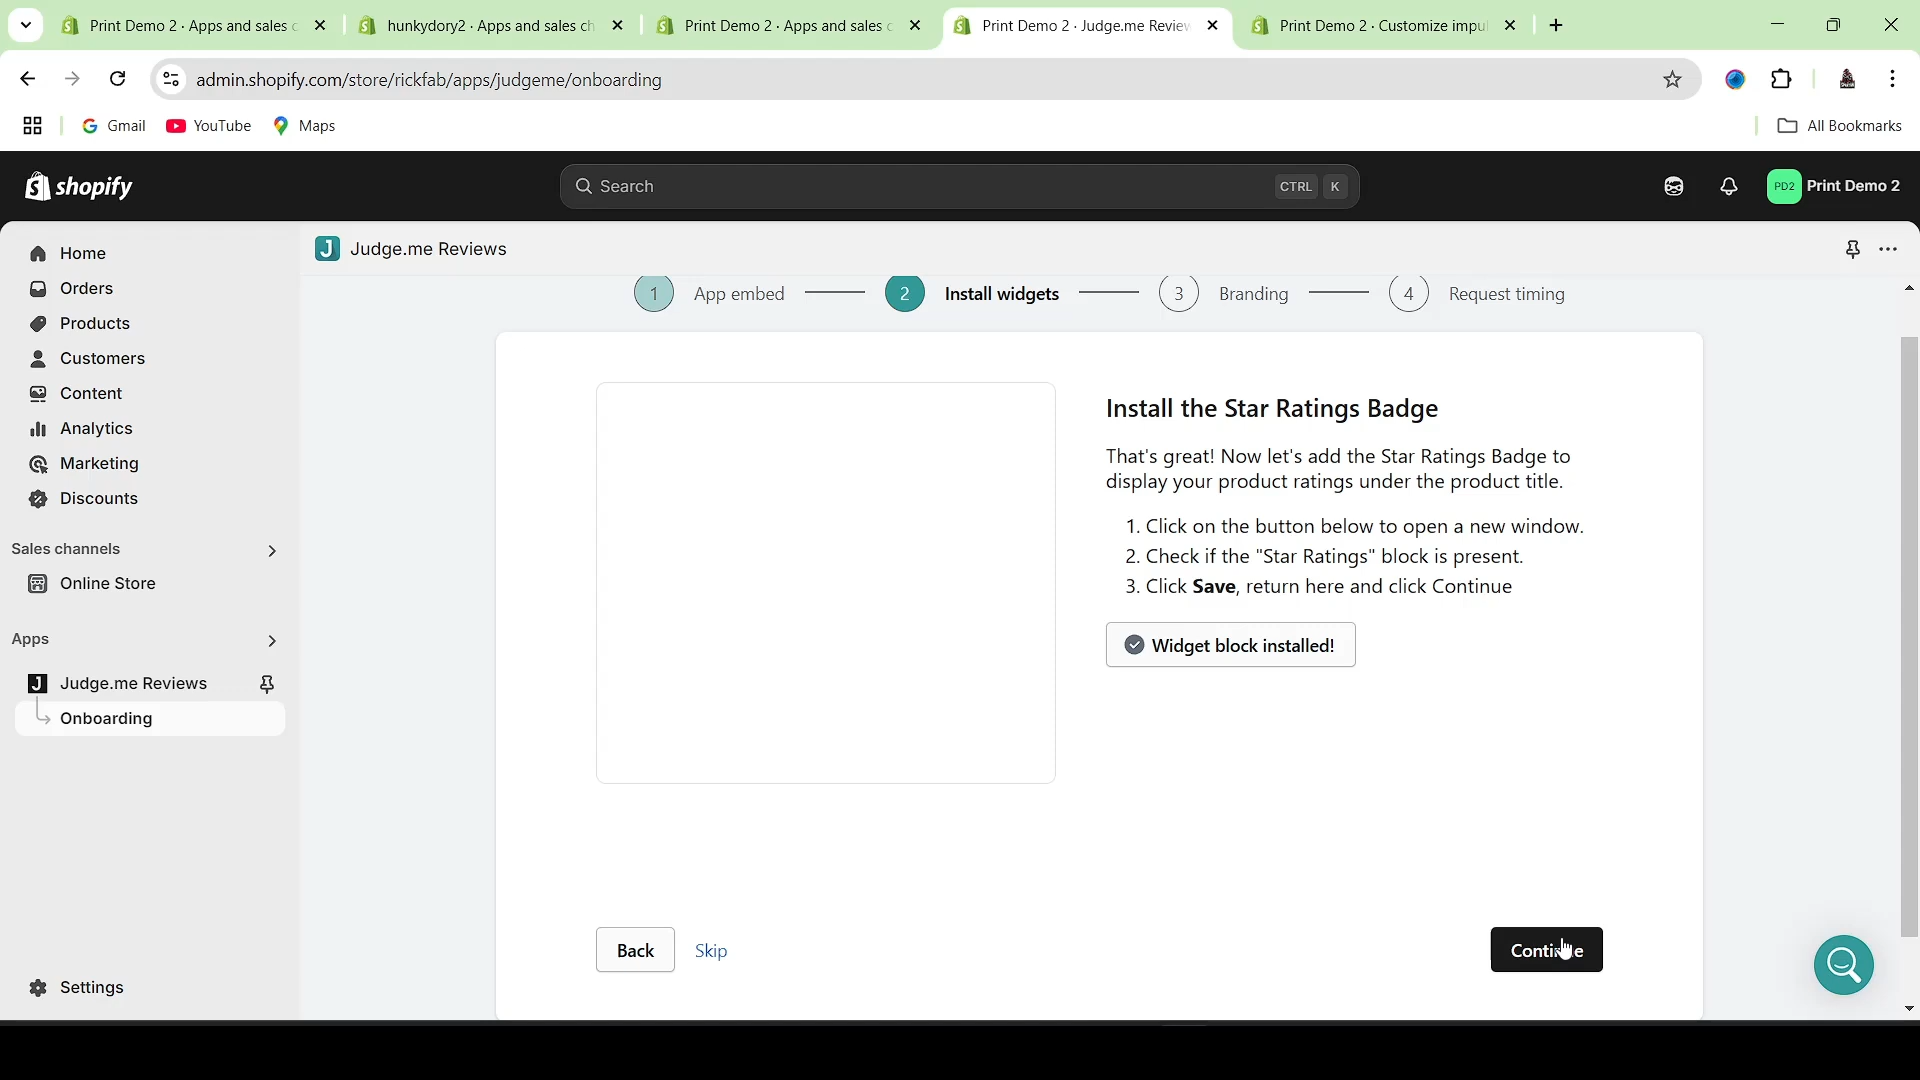 Print Demo 2 · Apps and sales c
hunkydory2 · Apps and sales ch
Print Demo 2 · Apps and sales c
Print Demo 2 · Judge.me Review
Print Demo 2 · Customize impul
admin.shopify.com/store/rickfab/apps/judgeme/onboarding
Gmail
YouTube
Maps
All Bookmarks
shopify
Search
CTRL K
PD2
Print Demo 2
Home
Orders
Products
Customers
Content
Analytics
Marketing
Discounts
Sales channels
Online Store
Apps
Judge.me Reviews
Onboarding
Settings
Judge.me Reviews
1 App embed
2 Install widgets
3 Branding
4 Request timing
Install the Star Ratings Badge
That's great! Now let's add the Star Ratings Badge to
display your product ratings under the product title.
1. Click on the button below to open a new window.
2. Check if the "Star Ratings" block is present.
3. Click Save, return here and click Continue
Widget block installed!
Back
Skip
Continue